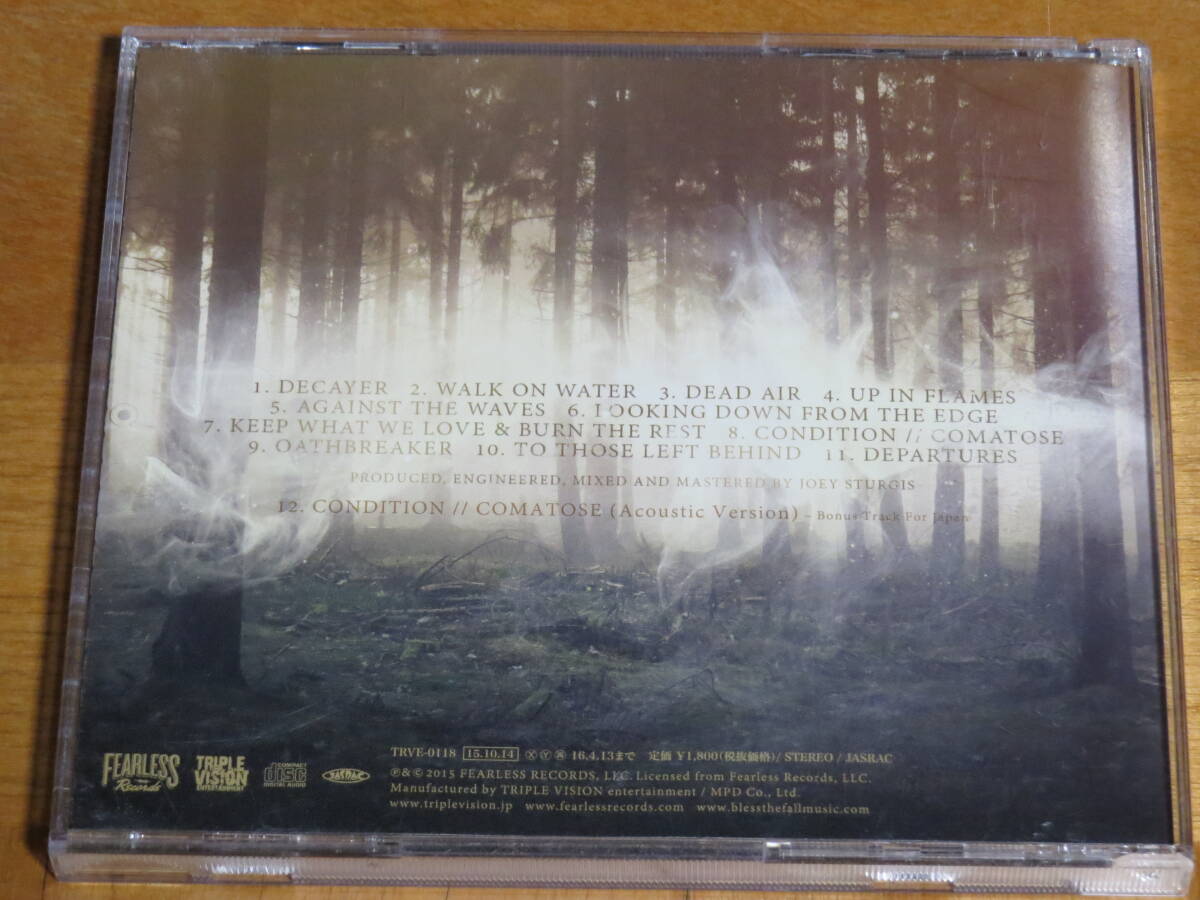 1. DECAYER 2. WALK ON WATER 3. DEAD AIR 4. UP IN FLAMES
5. AGAINST THE WAVES 6. LOOKING DOWN FROM THE EDGE
7. KEEP WHAT WE LOVE & BURN THE REST 8. CONDITION // COMATOSE
9. OATHBREAKER 10. TO THOSE LEFT BEHIND 11. DEPARTURES
PRODUCED, ENGINEERED, MIXED AND MASTERED BY JOEY STURGIS
12. CONDITION // COMATOSE (Acoustic Version) – Bonus Track For Japan
FEARLESS
Records
TRIPLE
VISION
ENTERTAINMENT
COMPACT
disc
DIGITAL AUDIO
JASRAC
TRVE-0118 15.10.14 Ⓧ Ⓨ 16.4.13まで 定価 ¥1,800(税抜価格)/ STEREO / JASRAC
℗&© 2015 FEARLESS RECORDS, LLC. Licensed from Fearless Records, LLC.
Manufactured by TRIPLE VISION entertainment / MPD Co., Ltd.
www.triplevision.jp www.fearlessrecords.com www.blessthefallmusic.com